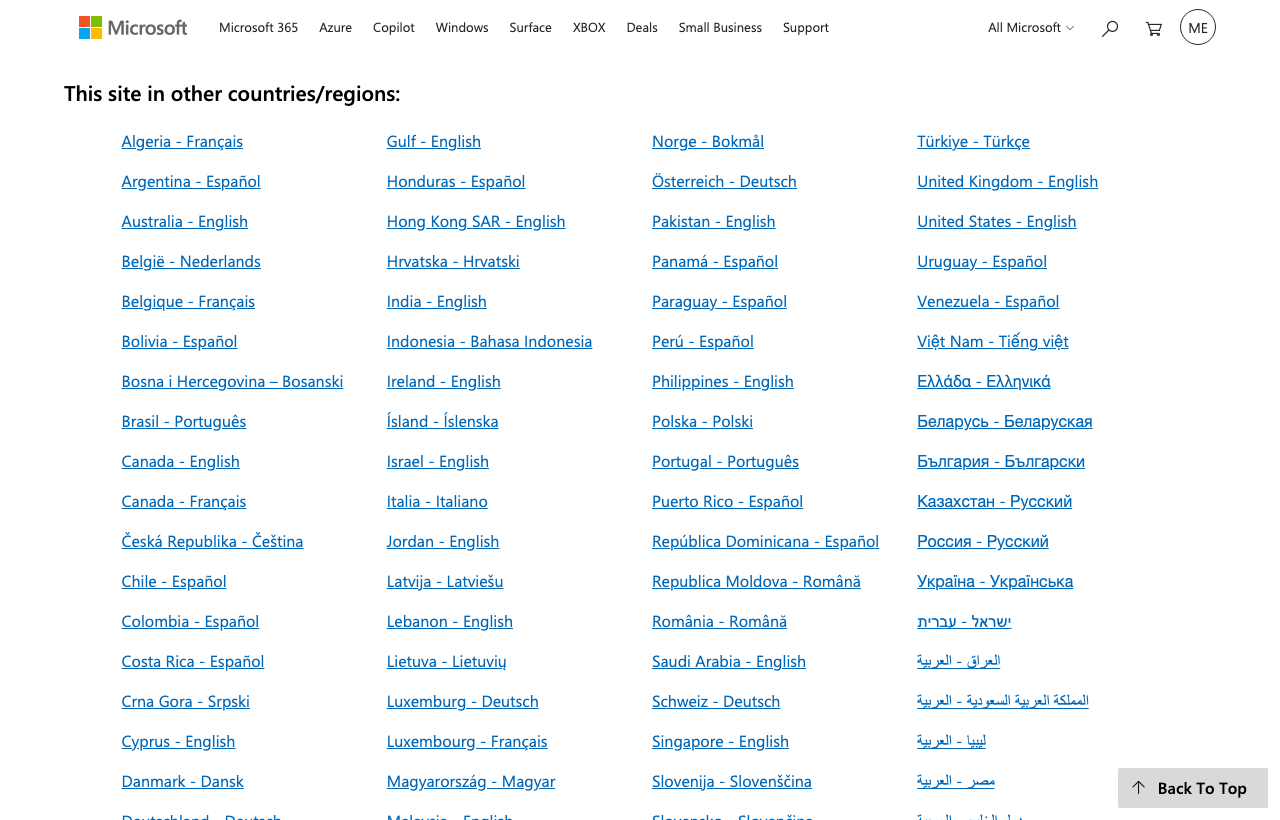 Microsoft
Microsoft 365 Azure Copilot Windows Surface XBOX Deals Small Business Support All Microsoft ME
This site in other countries/regions:
Algeria - Français
Argentina - Español
Australia - English
België - Nederlands
Belgique - Français
Bolivia - Español
Bosna i Hercegovina – Bosanski
Brasil - Português
Canada - English
Canada - Français
Česká Republika - Čeština
Chile - Español
Colombia - Español
Costa Rica - Español
Crna Gora - Srpski
Cyprus - English
Danmark - Dansk
Gulf - English
Honduras - Español
Hong Kong SAR - English
Hrvatska - Hrvatski
India - English
Indonesia - Bahasa Indonesia
Ireland - English
Ísland - Íslenska
Israel - English
Italia - Italiano
Jordan - English
Latvija - Latviešu
Lebanon - English
Lietuva - Lietuvių
Luxemburg - Deutsch
Luxembourg - Français
Magyarország - Magyar
Norge - Bokmål
Österreich - Deutsch
Pakistan - English
Panamá - Español
Paraguay - Español
Perú - Español
Philippines - English
Polska - Polski
Portugal - Português
Puerto Rico - Español
República Dominicana - Español
Republica Moldova - Română
România - Română
Saudi Arabia - English
Schweiz - Deutsch
Singapore - English
Slovenija - Slovenščina
Türkiye - Türkçe
United Kingdom - English
United States - English
Uruguay - Español
Venezuela - Español
Việt Nam - Tiếng việt
Ελλάδα - Ελληνικά
Беларусь - Беларуская
България - Български
Казахстан - Русский
Россия - Русский
Україна - Українська
ישראל - עברית
العراق - العربية
المملكة العربية السعودية - العربية
ليبيا - العربية
مصر - العربية
Back To Top